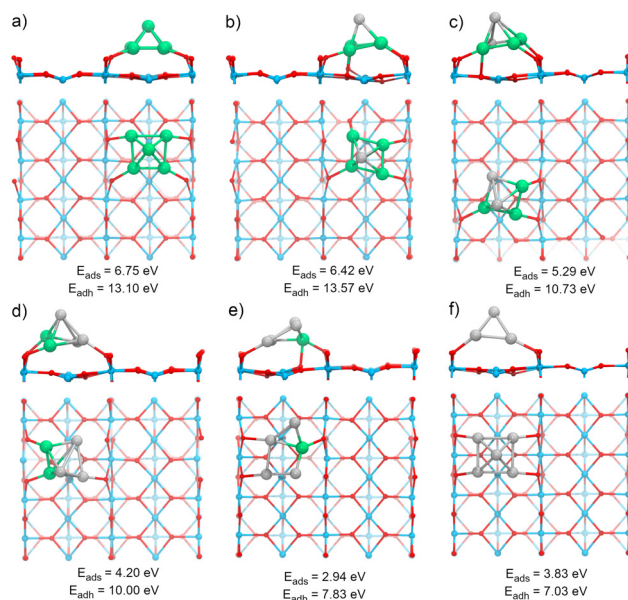 a)
b)
c)
E_ads = 6.75 eV
E_adh = 13.10 eV
E_ads = 6.42 eV
E_adh = 13.57 eV
E_ads = 5.29 eV
E_adh = 10.73 eV
d)
e)
f)
E_ads = 4.20 eV
E_adh = 10.00 eV
E_ads = 2.94 eV
E_adh = 7.83 eV
E_ads = 3.83 eV
E_adh = 7.03 eV